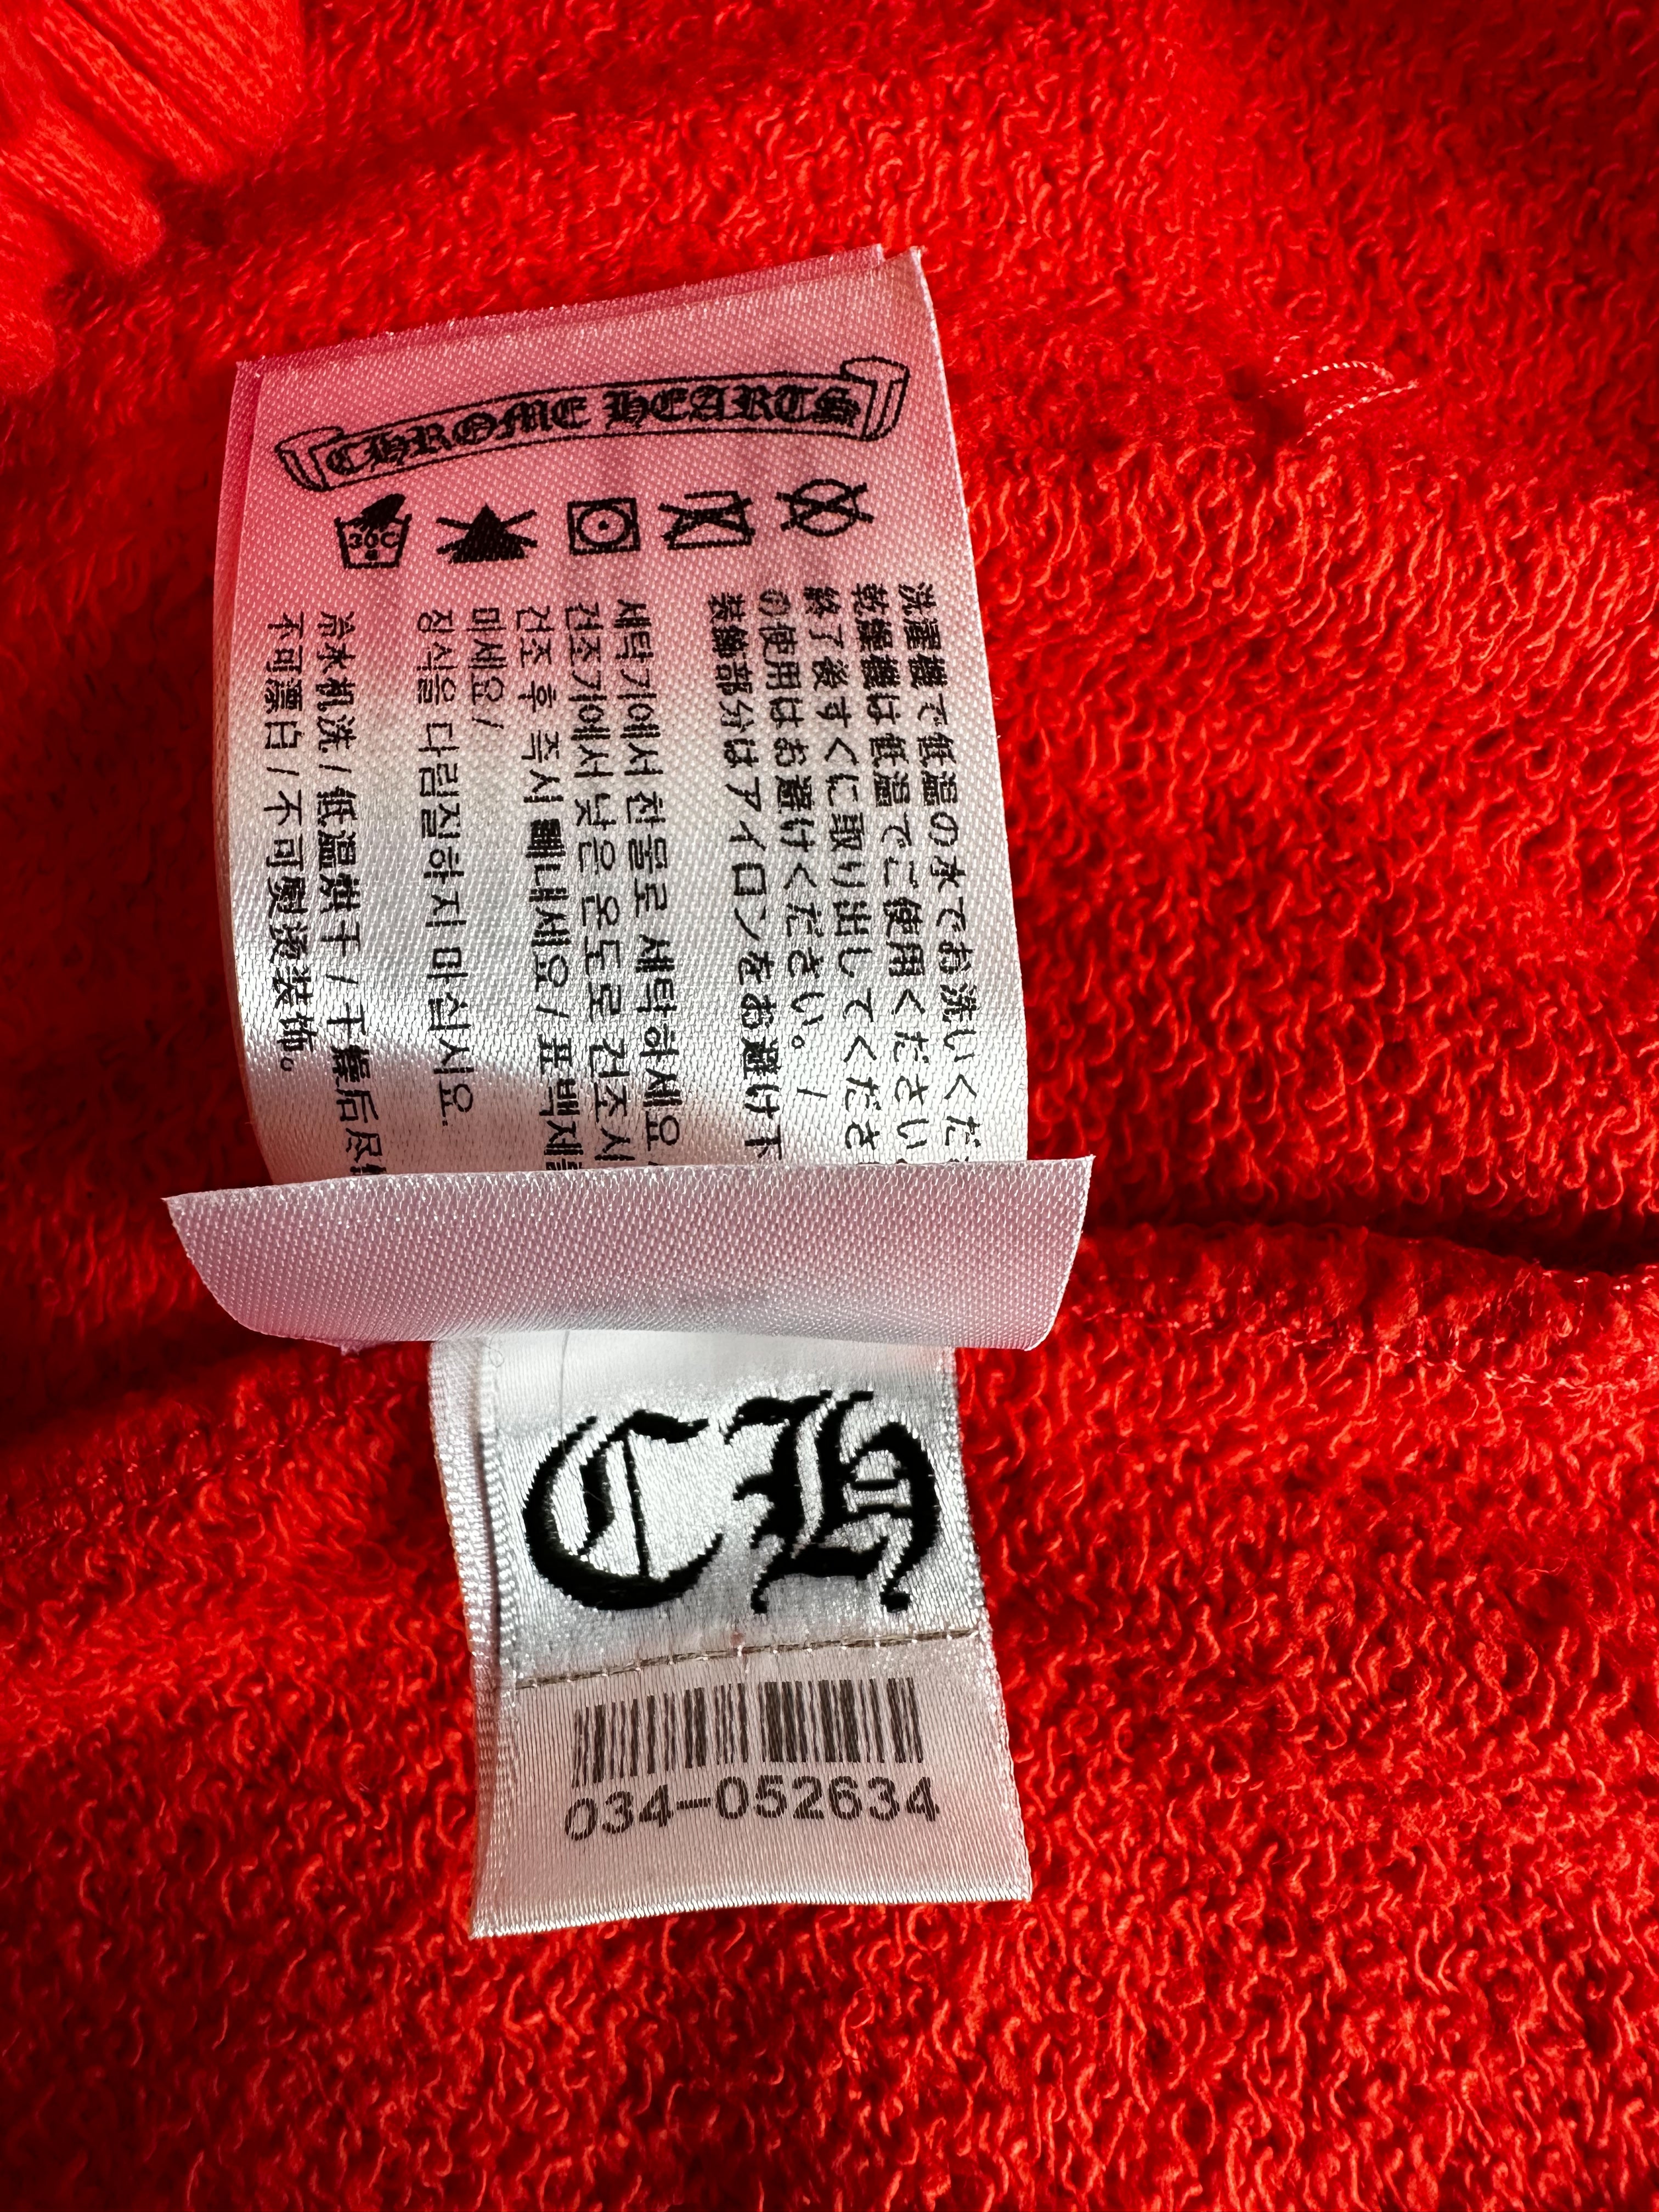 CHROME HEARTS
30C
洗濯機で低温の水でお洗いくだ
乾燥機は低温でご使用ください
終了後すぐに取り出してくださ
の使用はお避けください。 /
装飾部分はアイロンをお避け下
세탁기에서 찬물로 세탁하세요
건조기에서 낮은 온도로 건조시
건조 후 즉시 빼내세요 / 표백제
마세요 /
장식을 다림질하지 마십시요.
冷水机洗 / 低温烘干 / 干燥后尽
不可漂白 / 不可熨烫装饰。
CH
034-052634